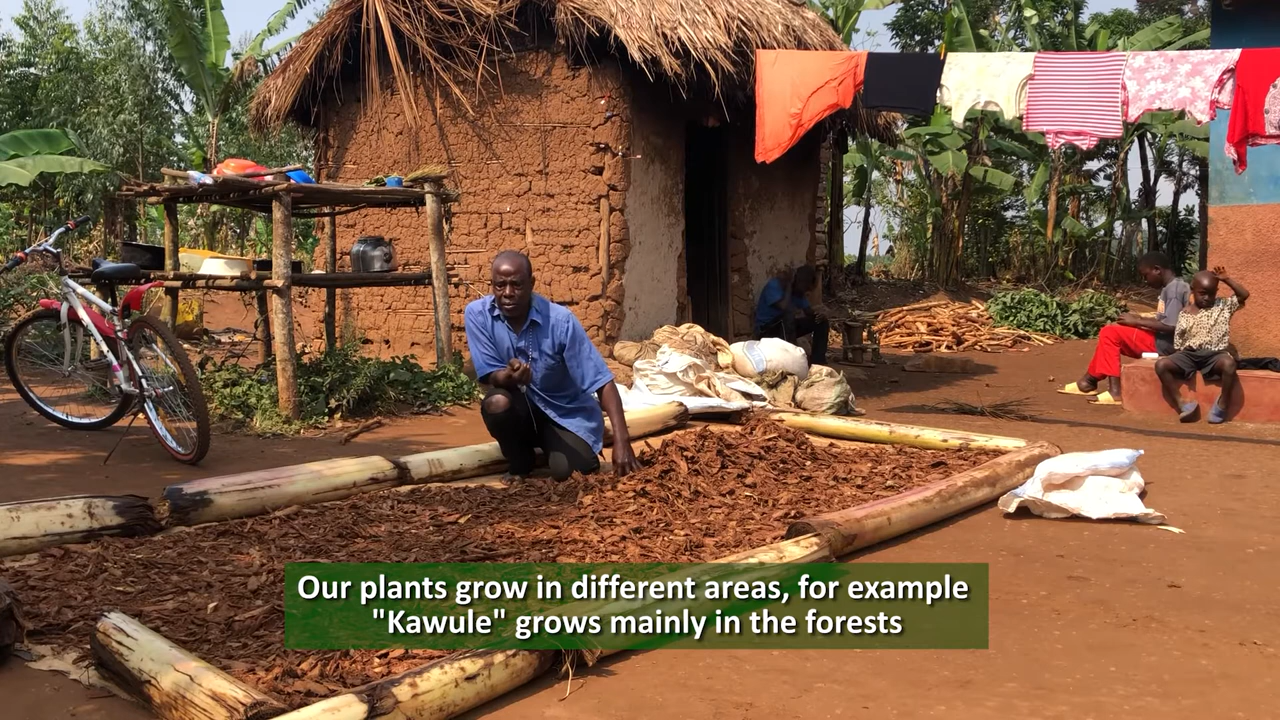 Our plants grow in different areas, for example
"Kawule" grows mainly in the forests